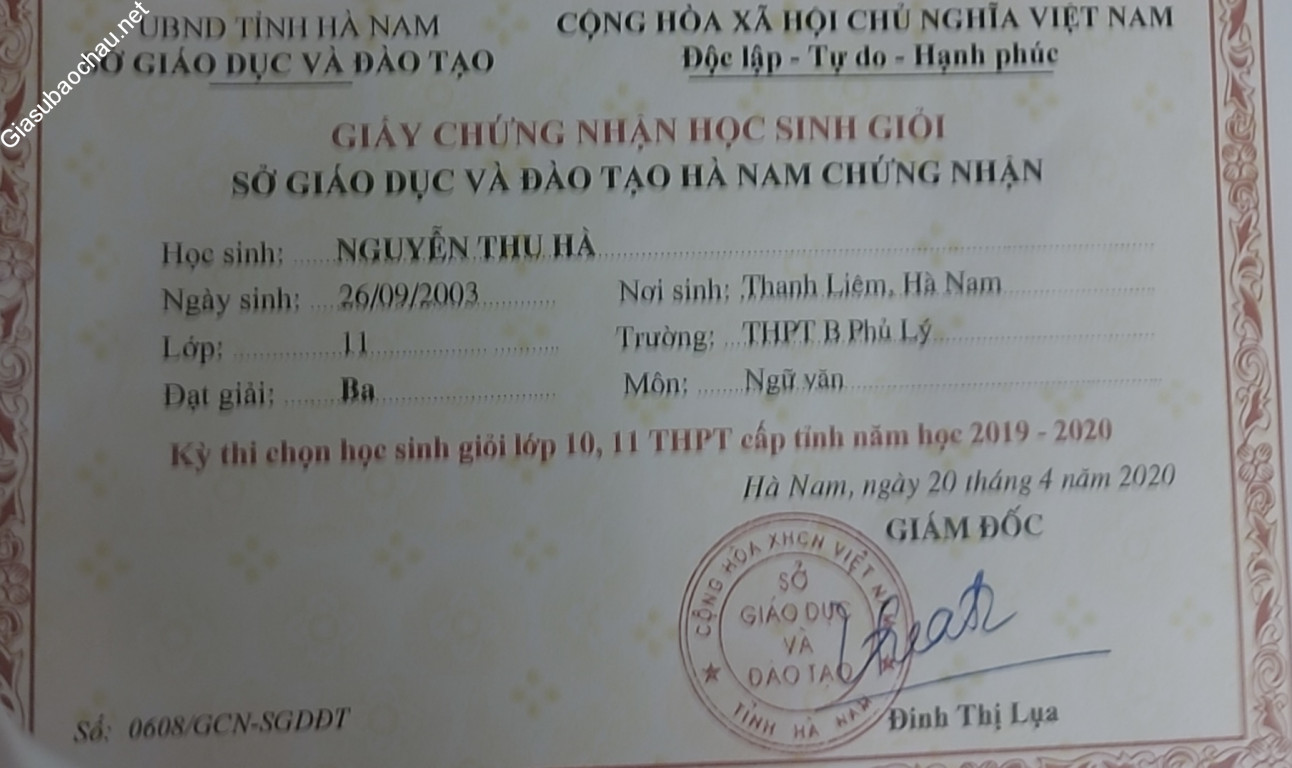 Giasubaochau.net
UBND TỈNH HÀ NAM
SỞ GIÁO DỤC VÀ ĐÀO TẠO
CỘNG HÒA XÃ HỘI CHỦ NGHĨA VIỆT NAM
Độc lập - Tự do - Hạnh phúc
GIẤY CHỨNG NHẬN HỌC SINH GIỎI
SỞ GIÁO DỤC VÀ ĐÀO TẠO HÀ NAM CHỨNG NHẬN
Học sinh: NGUYỄN THU HÀ
Ngày sinh: 26/09/2003 Nơi sinh: Thanh Liêm, Hà Nam
Lớp: 11 Trường: THPT B Phủ Lý
Đạt giải: Ba Môn: Ngữ văn
Kỳ thi chọn học sinh giỏi lớp 10, 11 THPT cấp tỉnh năm học 2019 - 2020
Hà Nam, ngày 20 tháng 4 năm 2020
GIÁM ĐỐC
CỘNG HÒA XHCN VIỆT NAM
SỞ
GIÁO DỤC
VÀ
ĐÀO TẠO
TỈNH HÀ NAM
Đinh Thị Lụa
Số: 0608/GCN-SGDĐT